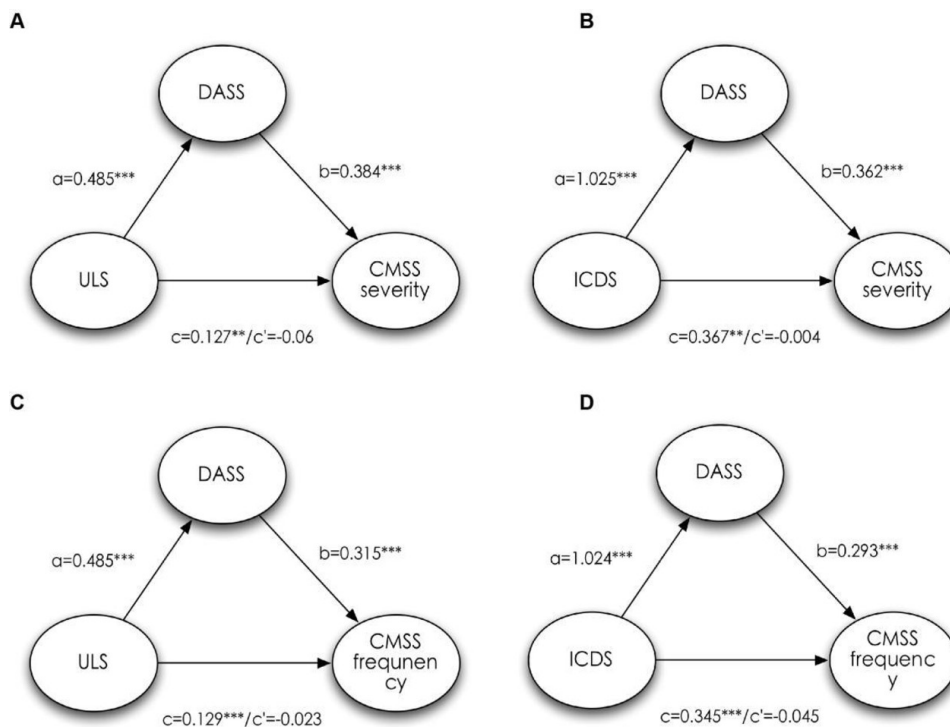 A
DASS
a=0.485***
b=0.384***
ULS
CMSS
severity
c=0.127**/c'=-0.06
B
DASS
a=1.025***
b=0.362***
ICDS
CMSS
severity
c=0.367**/c'=-0.004
C
DASS
a=0.485***
b=0.315***
ULS
CMSS
frequnen
cy
c=0.129***/c'=-0.023
D
DASS
a=1.024***
b=0.293***
ICDS
CMSS
frequenc
y
c=0.345***/c'=-0.045